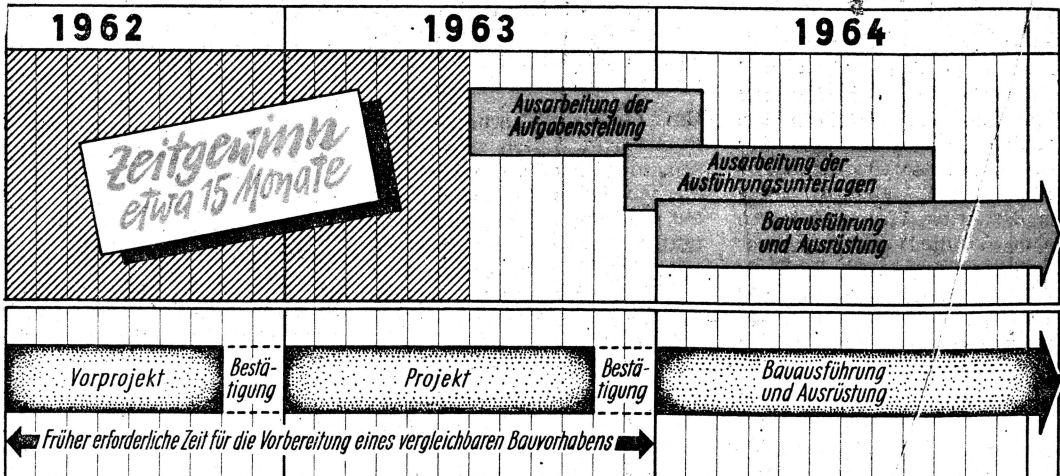 1962 1963 1964
Zeitgewinn
etwa 15 Monate
Ausarbeitung der
Aufgabenstellung
Ausarbeitung der
Ausführungsunterlagen
Bauausführung
und Ausrüstung
Vorprojekt
Bestä-
tigung
Projekt
Bestä-
tigung
Bauausführung
und Ausrüstung
Früher erforderliche Zeit für die Vorbereitung eines vergleichbaren Bauvorhabens